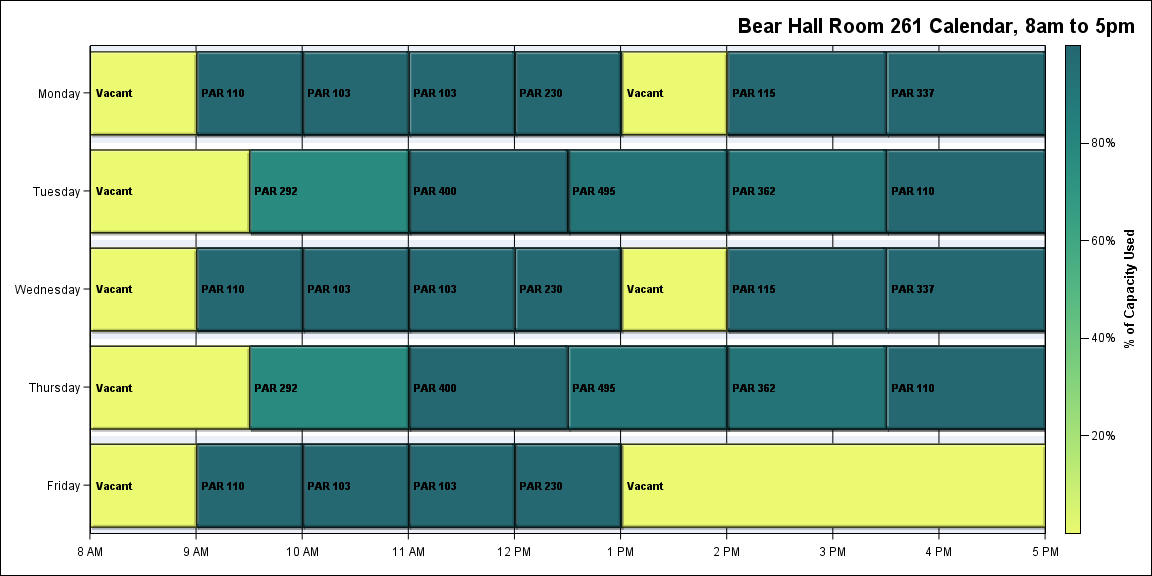 Bear Hall Room 261 Calendar, 8am to 5pm
Monday
Vacant
PAR 110
PAR 103
PAR 103
PAR 230
Vacant
PAR 115
PAR 337
Tuesday
Vacant
PAR 292
PAR 400
PAR 495
PAR 362
PAR 110
Wednesday
Vacant
PAR 110
PAR 103
PAR 103
PAR 230
Vacant
PAR 115
PAR 337
Thursday
Vacant
PAR 292
PAR 400
PAR 495
PAR 362
PAR 110
Friday
Vacant
PAR 110
PAR 103
PAR 103
PAR 230
Vacant
8 AM
9 AM
10 AM
11 AM
12 PM
1 PM
2 PM
3 PM
4 PM
5 PM
80%
60%
40%
20%
% of Capacity Used